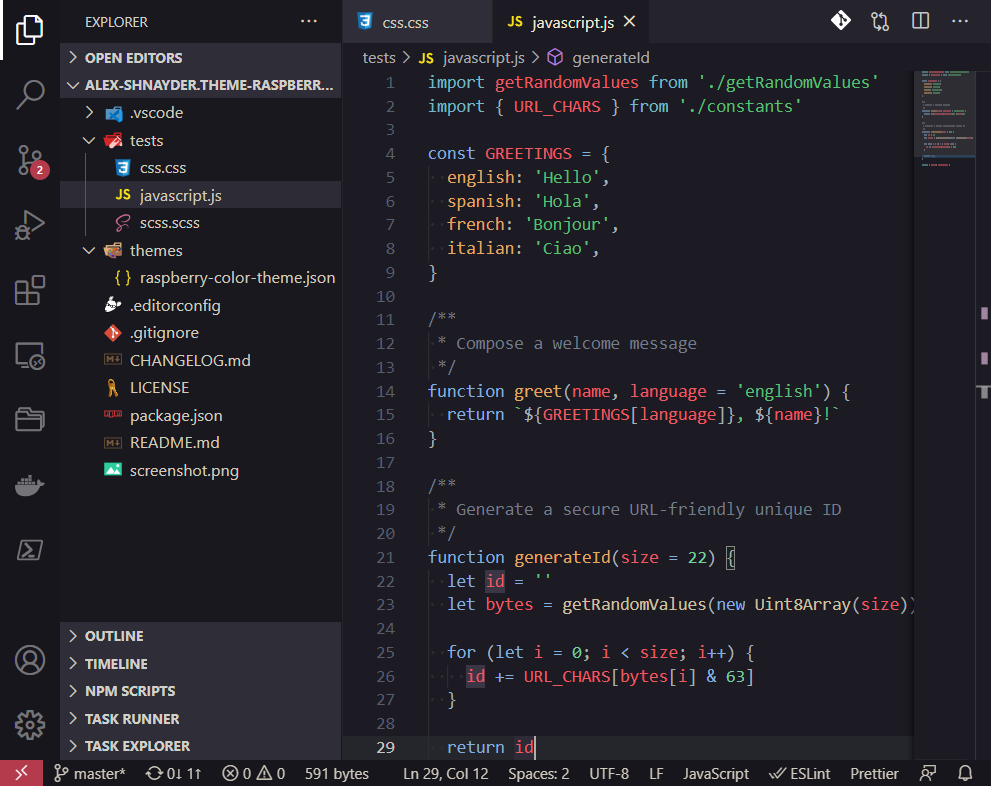 EXPLORER
OPEN EDITORS
ALEX-SHNAYDER.THEME-RASPBERR...
.vscode
tests
css.css
JS javascript.js
scss.scss
themes
{ } raspberry-color-theme.json
.editorconfig
.gitignore
CHANGELOG.md
LICENSE
package.json
README.md
screenshot.png
OUTLINE
TIMELINE
NPM SCRIPTS
TASK RUNNER
TASK EXPLORER
2
css.css
JS javascript.js
tests > JS javascript.js > generateId
1 import getRandomValues from './getRandomValues'
2 import { URL_CHARS } from './constants'
3
4 const GREETINGS = {
5 english: 'Hello',
6 spanish: 'Hola',
7 french: 'Bonjour',
8 italian: 'Ciao',
9 }
10
11 /**
12 * Compose a welcome message
13 */
14 function greet(name, language = 'english') {
15 return `${GREETINGS[language]}, ${name}!`
16 }
17
18 /**
19 * Generate a secure URL-friendly unique ID
20 */
21 function generateId(size = 22) {
22 let id = ''
23 let bytes = getRandomValues(new Uint8Array(size))
24
25 for (let i = 0; i < size; i++) {
26 id += URL_CHARS[bytes[i] & 63]
27 }
28
29 return id
master* 0↓ 1↑ 0 0 591 bytes Ln 29, Col 12 Spaces: 2 UTF-8 LF JavaScript ESLint Prettier